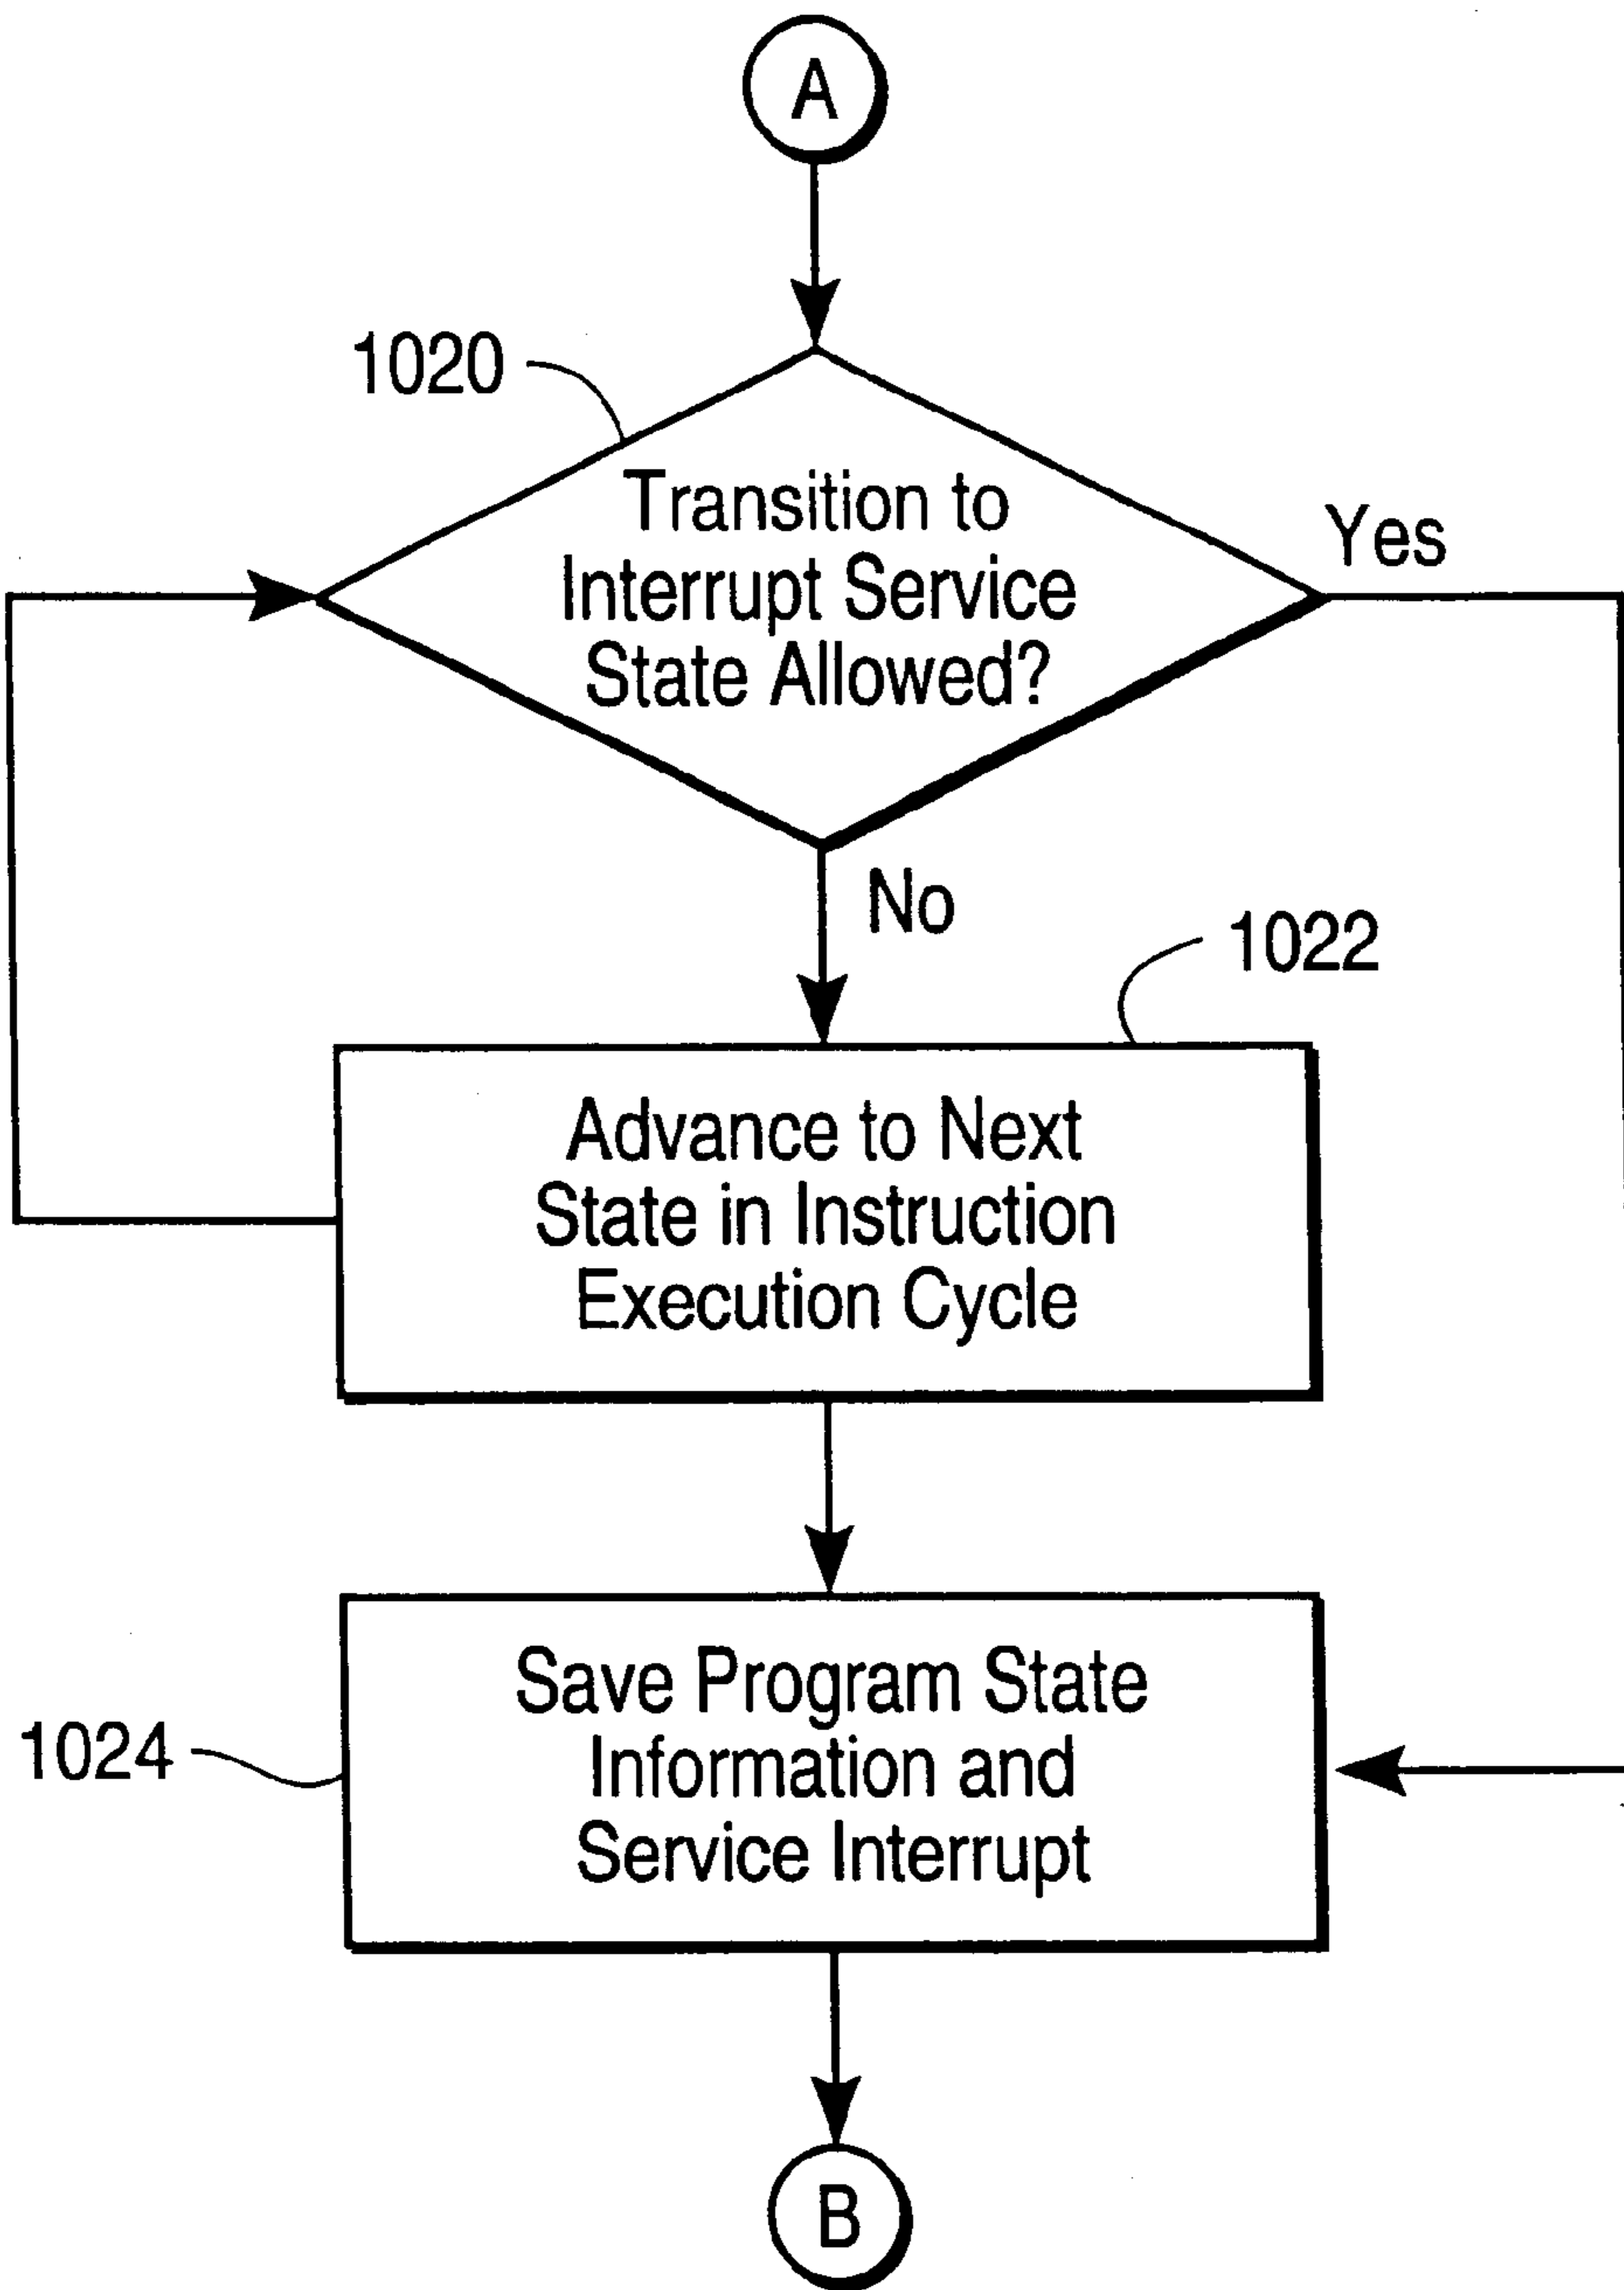 A
1020
Transition to
Interrupt Service
State Allowed?
Yes
No
1022
Advance to Next
State in Instruction
Execution Cycle
Save Program State
Information and
Service Interrupt
1024
B